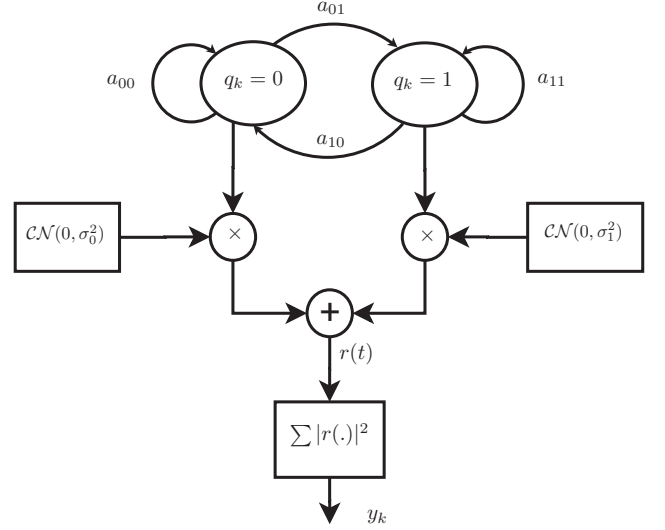 a₀₁
a₀₀
qₖ = 0
qₖ = 1
a₁₁
a₁₀
𝒞𝒩(0, σ₀²)
×
×
𝒞𝒩(0, σ₁²)
+
r(t)
∑ |r(.)|²
yₖ